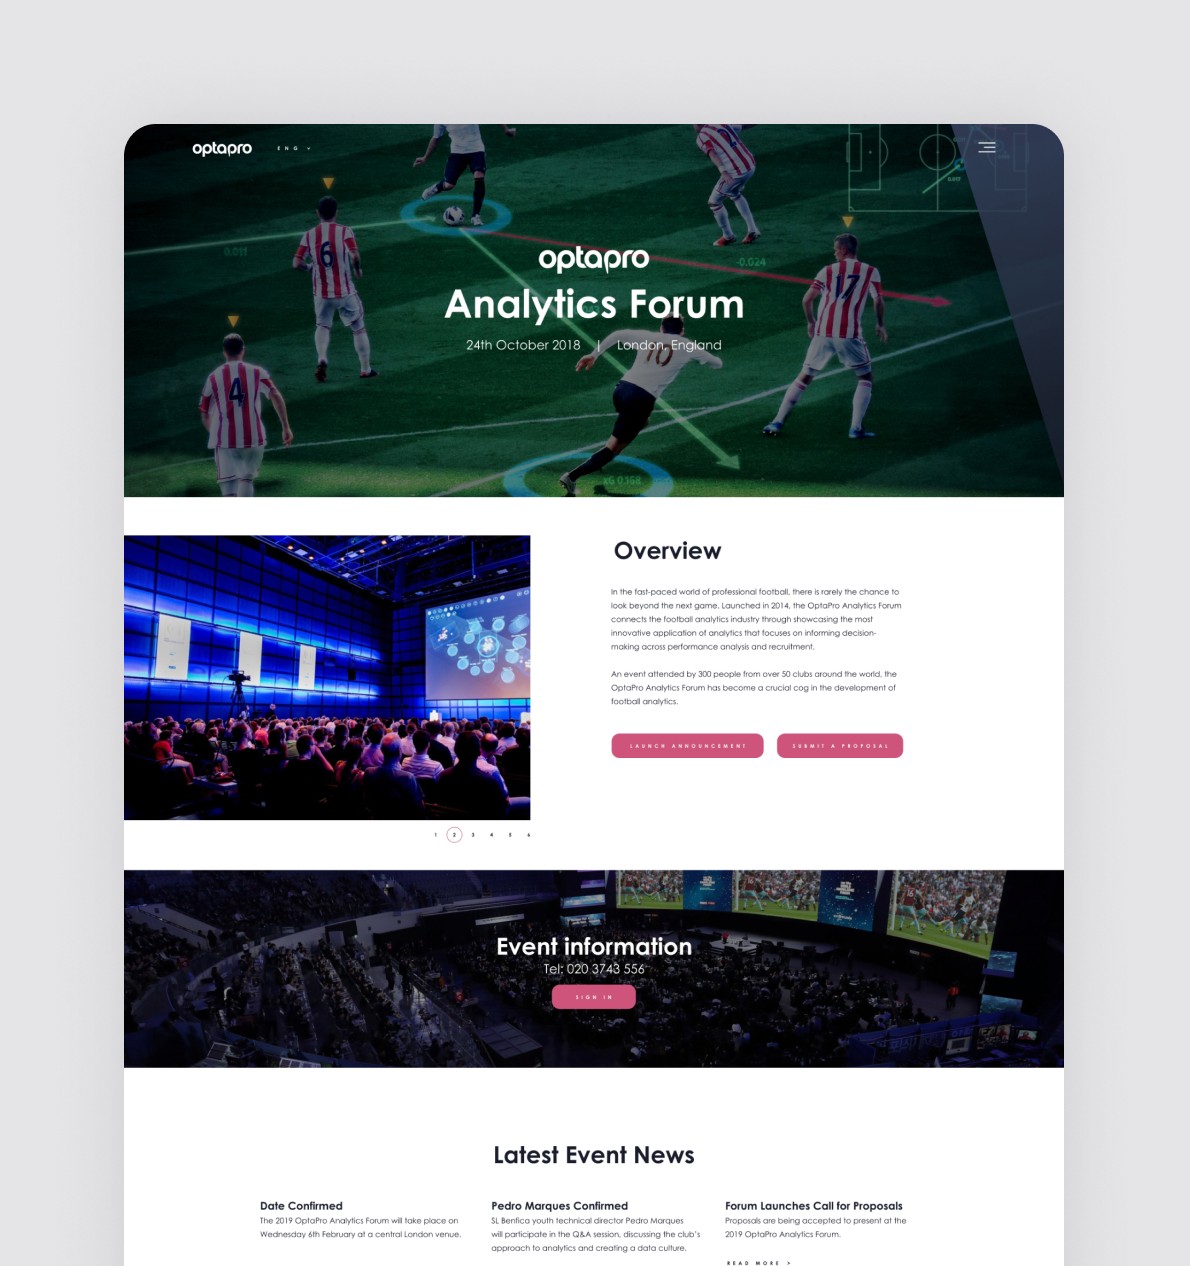 optapro
ENG
0.011
6
0.017
17
-0.024
optapro
Analytics Forum
24th October 2018 | London, England
10
4
xG 0.168
Overview
In the fast-paced world of professional football, there is rarely the chance to
look beyond the next game. Launched in 2014, the OptaPro Analytics Forum
connects the football analytics industry through showcasing the most
innovative application of analytics that focuses on informing decision-
making across performance analysis and recruitment.
An event attended by 300 people from over 50 clubs around the world, the
OptaPro Analytics Forum has become a crucial cog in the development of
football analytics.
LAUNCH ANNOUNCEMENT
SUBMIT A PROPOSAL
1 2 3 4 5 6
Event information
Tel: 020 3743 556
SIGN IN
Latest Event News
Date Confirmed
The 2019 OptaPro Analytics Forum will take place on
Wednesday 6th February at a central London venue.
Pedro Marques Confirmed
SL Benfica youth technical director Pedro Marques
will participate in the Q&A session, discussing the club's
approach to analytics and creating a data culture.
Forum Launches Call for Proposals
Proposals are being accepted to present at the
2019 OptaPro Analytics Forum.
READ MORE >